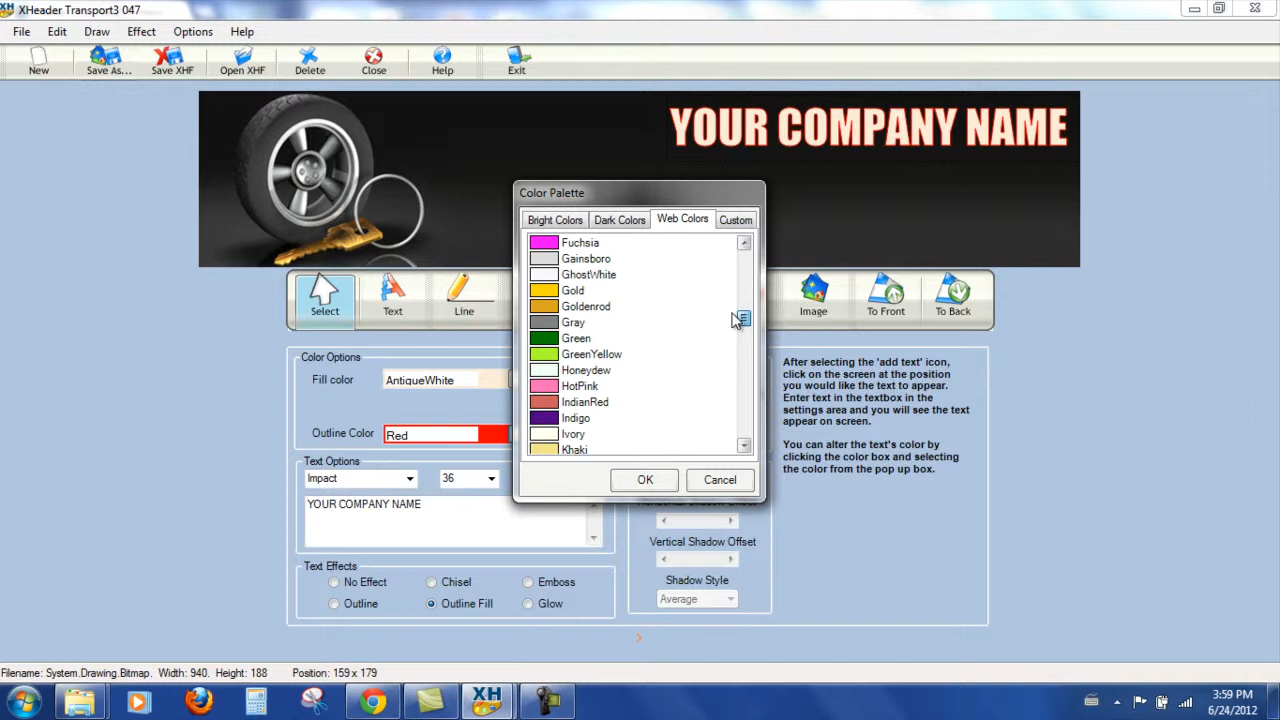 XHeader Transport3 047
File Edit Draw Effect Options Help
New Save As... Save XHF Open XHF Delete Close Help Exit
YOUR COMPANY NAME
Color Palette
Bright Colors Dark Colors Web Colors Custom
Fuchsia
Gainsboro
GhostWhite
Gold
Goldenrod
Gray
Green
GreenYellow
Honeydew
HotPink
IndianRed
Indigo
Ivory
Khaki
OK Cancel
Select Text Line Image To Front To Back
Color Options
Fill color AntiqueWhite
Outline Color Red
Text Options
Impact 36
YOUR COMPANY NAME
Text Effects
No Effect Chisel Emboss
Outline Outline Fill Glow
Vertical Shadow Offset
Shadow Style
Average
After selecting the 'add text' icon,
click on the screen at the position
you would like the text to appear.
Enter text in the textbox in the
settings area and you will see the text
appear on screen.
You can alter the text's color by
clicking the color box and selecting
the color from the pop up box.
Filename: System.Drawing.Bitmap. Width: 940. Height: 188 Position: 159 x 179
XH
3:59 PM
6/24/2012